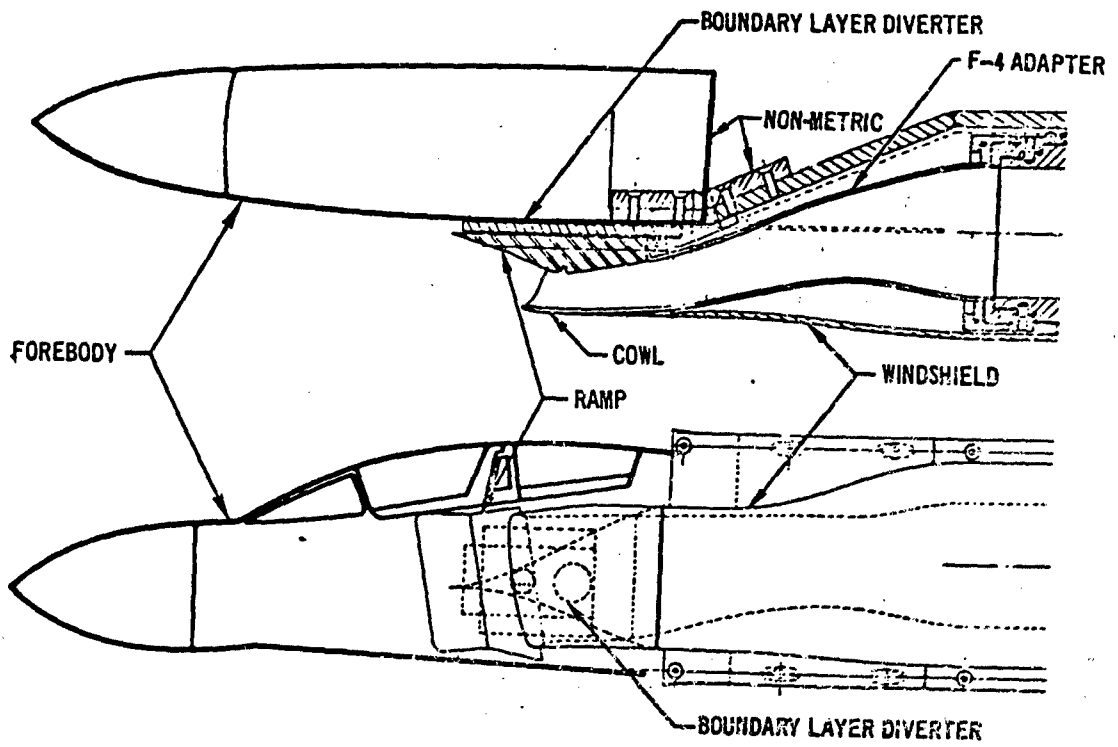 BOUNDARY LAYER DIVERTER
F-4 ADAPTER
NON-METRIC
FOREBODY
COWL
WINDSHIELD
RAMP
BOUNDARY LAYER DIVERTER